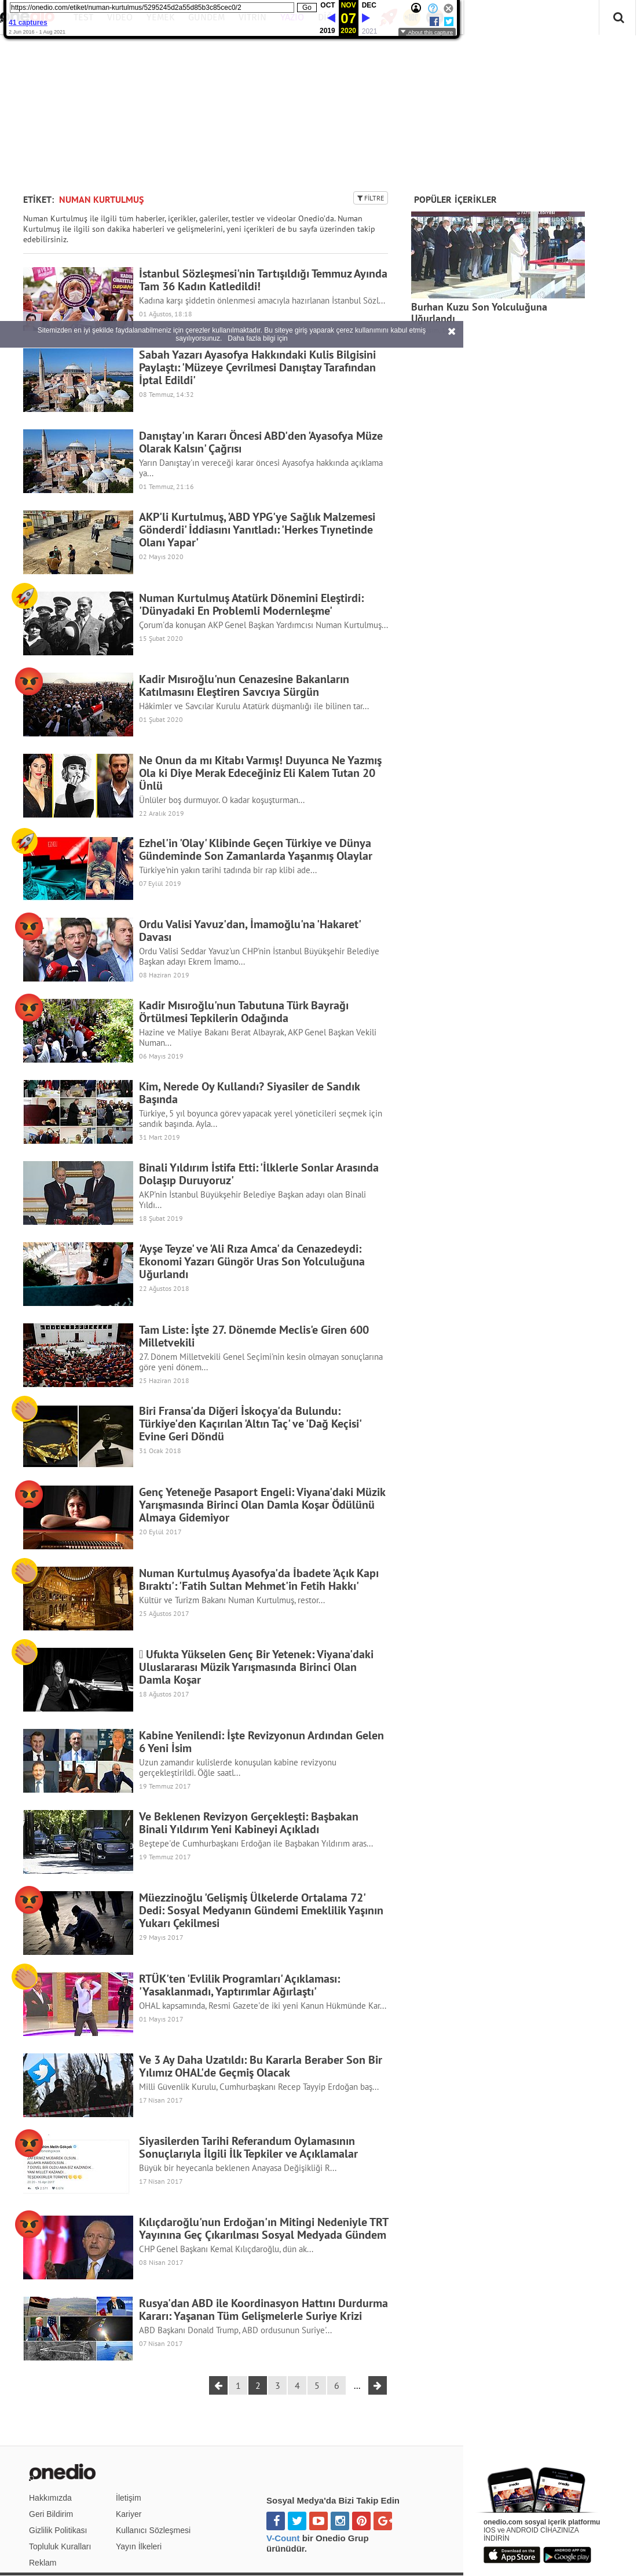 https://onedio.com/etiket/numan-kurtulmus/5295245d2a55d85b3c85cec0/2
Go
OCT NOV DEC
07
2019 2020 2021
41 captures
2 Jun 2016 - 1 Aug 2021
About this capture
ETİKET: NUMAN KURTULMUŞ
FİLTRE
Numan Kurtulmuş ile ilgili tüm haberler, içerikler, galeriler, testler ve videolar Onedio'da. Numan
Kurtulmuş ile ilgili son dakika haberleri ve gelişmelerini, yeni içerikleri de bu sayfa üzerinden takip
edebilirsiniz.
POPÜLER İÇERİKLER
Burhan Kuzu Son Yolculuğuna
Uğurlandı
İstanbul Sözleşmesi'nin Tartışıldığı Temmuz Ayında
Tam 36 Kadın Katledildi!
Kadına karşı şiddetin önlenmesi amacıyla hazırlanan İstanbul Sözl...
01 Ağustos, 18:18
Sitemizden en iyi şekilde faydalanabilmeniz için çerezler kullanılmaktadır. Bu siteye giriş yaparak çerez kullanımını kabul etmiş
sayılıyorsunuz. Daha fazla bilgi için
Sabah Yazarı Ayasofya Hakkındaki Kulis Bilgisini
Paylaştı: 'Müzeye Çevrilmesi Danıştay Tarafından
İptal Edildi'
08 Temmuz, 14:32
Danıştay'ın Kararı Öncesi ABD'den 'Ayasofya Müze
Olarak Kalsın' Çağrısı
Yarın Danıştay'ın vereceği karar öncesi Ayasofya hakkında açıklama
ya...
01 Temmuz, 21:16
AKP'li Kurtulmuş, 'ABD YPG'ye Sağlık Malzemesi
Gönderdi' İddiasını Yanıtladı: 'Herkes Tıynetinde
Olanı Yapar'
02 Mayıs 2020
Numan Kurtulmuş Atatürk Dönemini Eleştirdi:
'Dünyadaki En Problemli Modernleşme'
Çorum'da konuşan AKP Genel Başkan Yardımcısı Numan Kurtulmuş...
15 Şubat 2020
Kadir Mısıroğlu'nun Cenazesine Bakanların
Katılmasını Eleştiren Savcıya Sürgün
Hâkimler ve Savcılar Kurulu Atatürk düşmanlığı ile bilinen tar...
01 Şubat 2020
Ne Onun da mı Kitabı Varmış! Duyunca Ne Yazmış
Ola ki Diye Merak Edeceğiniz Eli Kalem Tutan 20
Ünlü
Ünlüler boş durmuyor. O kadar koşuşturman...
22 Aralık 2019
Ezhel'in 'Olay' Klibinde Geçen Türkiye ve Dünya
Gündeminde Son Zamanlarda Yaşanmış Olaylar
Türkiye'nin yakın tarihi tadında bir rap klibi ade...
07 Eylül 2019
Ordu Valisi Yavuz'dan, İmamoğlu'na 'Hakaret'
Davası
Ordu Valisi Seddar Yavuz'un CHP'nin İstanbul Büyükşehir Belediye
Başkan adayı Ekrem İmamo...
08 Haziran 2019
Kadir Mısıroğlu'nun Tabutuna Türk Bayrağı
Örtülmesi Tepkilerin Odağında
Hazine ve Maliye Bakanı Berat Albayrak, AKP Genel Başkan Vekili
Numan...
06 Mayıs 2019
Kim, Nerede Oy Kullandı? Siyasiler de Sandık
Başında
Türkiye, 5 yıl boyunca görev yapacak yerel yöneticileri seçmek için
sandık başında. Ayla...
31 Mart 2019
Binali Yıldırım İstifa Etti: 'İlklerle Sonlar Arasında
Dolaşıp Duruyoruz'
AKP'nin İstanbul Büyükşehir Belediye Başkan adayı olan Binali
Yıldı...
18 Şubat 2019
'Ayşe Teyze' ve 'Ali Rıza Amca' da Cenazedeydi:
Ekonomi Yazarı Güngör Uras Son Yolculuğuna
Uğurlandı
22 Ağustos 2018
Tam Liste: İşte 27. Dönemde Meclis'e Giren 600
Milletvekili
27. Dönem Milletvekili Genel Seçimi'nin kesin olmayan sonuçlarına
göre yeni dönem...
25 Haziran 2018
Biri Fransa'da Diğeri İskoçya'da Bulundu:
Türkiye'den Kaçırılan 'Altın Taç' ve 'Dağ Keçisi'
Evine Geri Döndü
31 Ocak 2018
Genç Yeteneğe Pasaport Engeli: Viyana'daki Müzik
Yarışmasında Birinci Olan Damla Koşar Ödülünü
Almaya Gidemiyor
20 Eylül 2017
Numan Kurtulmuş Ayasofya'da İbadete 'Açık Kapı
Bıraktı': 'Fatih Sultan Mehmet'in Fetih Hakkı'
Kültür ve Turizm Bakanı Numan Kurtulmuş, restor...
25 Ağustos 2017
Ufukta Yükselen Genç Bir Yetenek: Viyana'daki
Uluslararası Müzik Yarışmasında Birinci Olan
Damla Koşar
18 Ağustos 2017
Kabine Yenilendi: İşte Revizyonun Ardından Gelen
6 Yeni İsim
Uzun zamandır kulislerde konuşulan kabine revizyonu
gerçekleştirildi. Öğle saatl...
19 Temmuz 2017
Ve Beklenen Revizyon Gerçekleşti: Başbakan
Binali Yıldırım Yeni Kabineyi Açıkladı
Beştepe'de Cumhurbaşkanı Erdoğan ile Başbakan Yıldırım aras...
19 Temmuz 2017
Müezzinoğlu 'Gelişmiş Ülkelerde Ortalama 72'
Dedi: Sosyal Medyanın Gündemi Emeklilik Yaşının
Yukarı Çekilmesi
29 Mayıs 2017
RTÜK'ten 'Evlilik Programları' Açıklaması:
'Yasaklanmadı, Yaptırımlar Ağırlaştı'
OHAL kapsamında, Resmi Gazete'de iki yeni Kanun Hükmünde Kar...
01 Mayıs 2017
Ve 3 Ay Daha Uzatıldı: Bu Kararla Beraber Son Bir
Yılımız OHAL'de Geçmiş Olacak
Milli Güvenlik Kurulu, Cumhurbaşkanı Recep Tayyip Erdoğan baş...
17 Nisan 2017
Siyasilerden Tarihi Referandum Oylamasının
Sonuçlarıyla İlgili İlk Tepkiler ve Açıklamalar
Büyük bir heyecanla beklenen Anayasa Değişikliği R...
17 Nisan 2017
Kılıçdaroğlu'nun Erdoğan'ın Mitingi Nedeniyle TRT
Yayınına Geç Çıkarılması Sosyal Medyada Gündem
CHP Genel Başkanı Kemal Kılıçdaroğlu, dün ak...
08 Nisan 2017
Rusya'dan ABD ile Koordinasyon Hattını Durdurma
Kararı: Yaşanan Tüm Gelişmelerle Suriye Krizi
ABD Başkanı Donald Trump, ABD ordusunun Suriye'...
07 Nisan 2017
1 2 3 4 5 6 ...
onedio
Hakkımızda
Geri Bildirim
Gizlilik Politikası
Topluluk Kuralları
Reklam
İletişim
Kariyer
Kullanıcı Sözleşmesi
Yayın İlkeleri
Sosyal Medya'da Bizi Takip Edin
V-Count bir Onedio Grup
ürünüdür.
onedio.com sosyal içerik platformu
IOS ve ANDROID CİHAZINIZA
İNDİRİN
Download on the
App Store
ANDROID APP ON
Google play